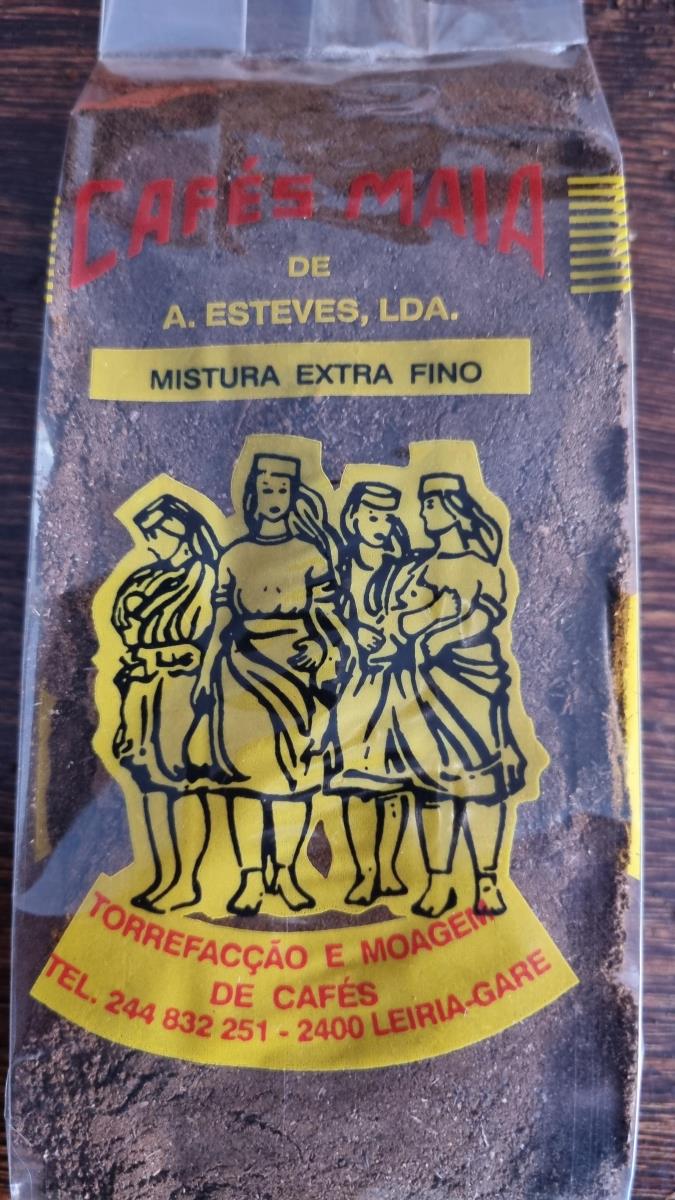 CAFÉS MAIA
DE
A. ESTEVES, LDA.
MISTURA EXTRA FINO
TORREFACÇÃO E MOAGEM
DE CAFÉS
TEL. 244 832 251 - 2400 LEIRIA-GARE